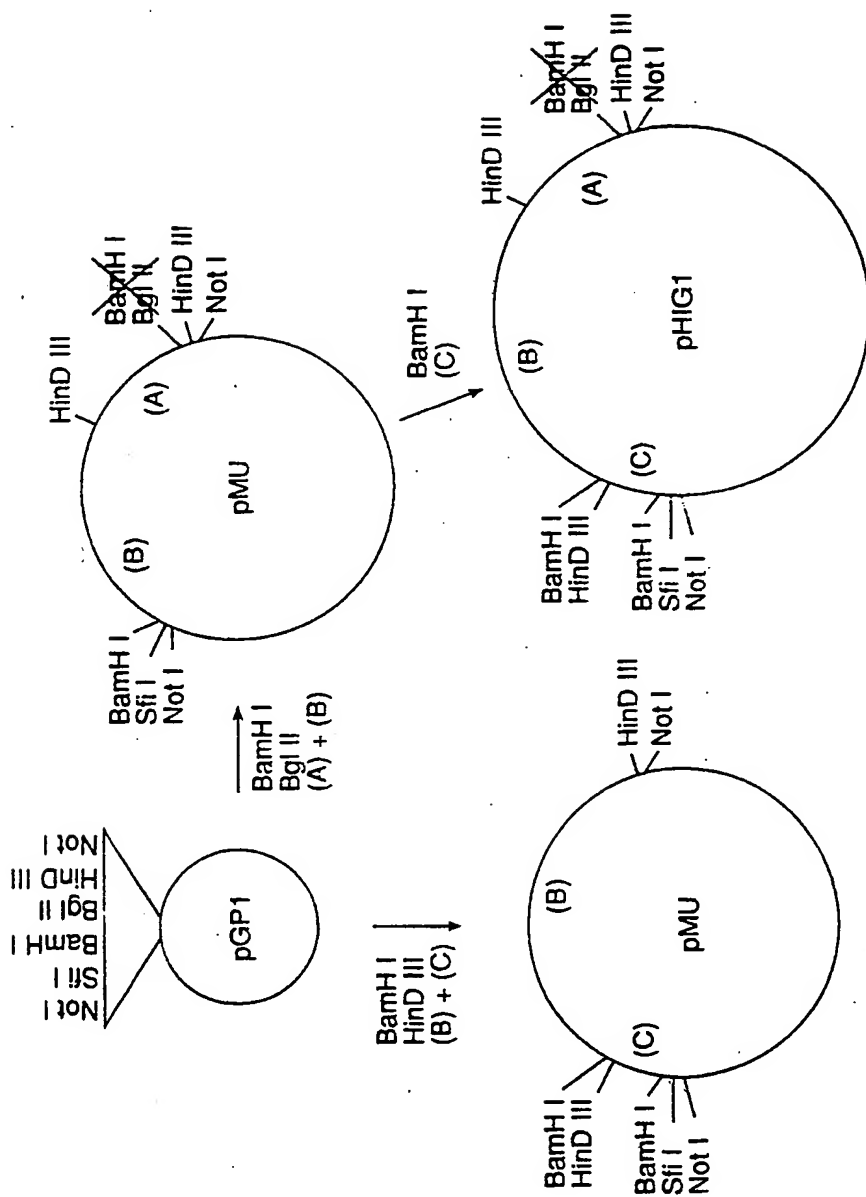 Not I
Sfi I
BamH I
Bgl II
HinD III
Not I
pGP1
BamH I
Bgl II
(A) + (B)
BamH I
Sfi I
Not I
(B)
HinD III
(A)
BamH I
Bgl II
HinD III
Not I
pMU
BamH I
HinD III
(B) + (C)
BamH I
(C)
BamH I
HinD III
BamH I
Sfi I
Not I
(C)
(B)
HinD III
Not I
pMU
BamH I
HinD III
BamH I
Sfi I
Not I
(C)
(B)
HinD III
(A)
BamH I
Bgl II
HinD III
Not I
pHIG1